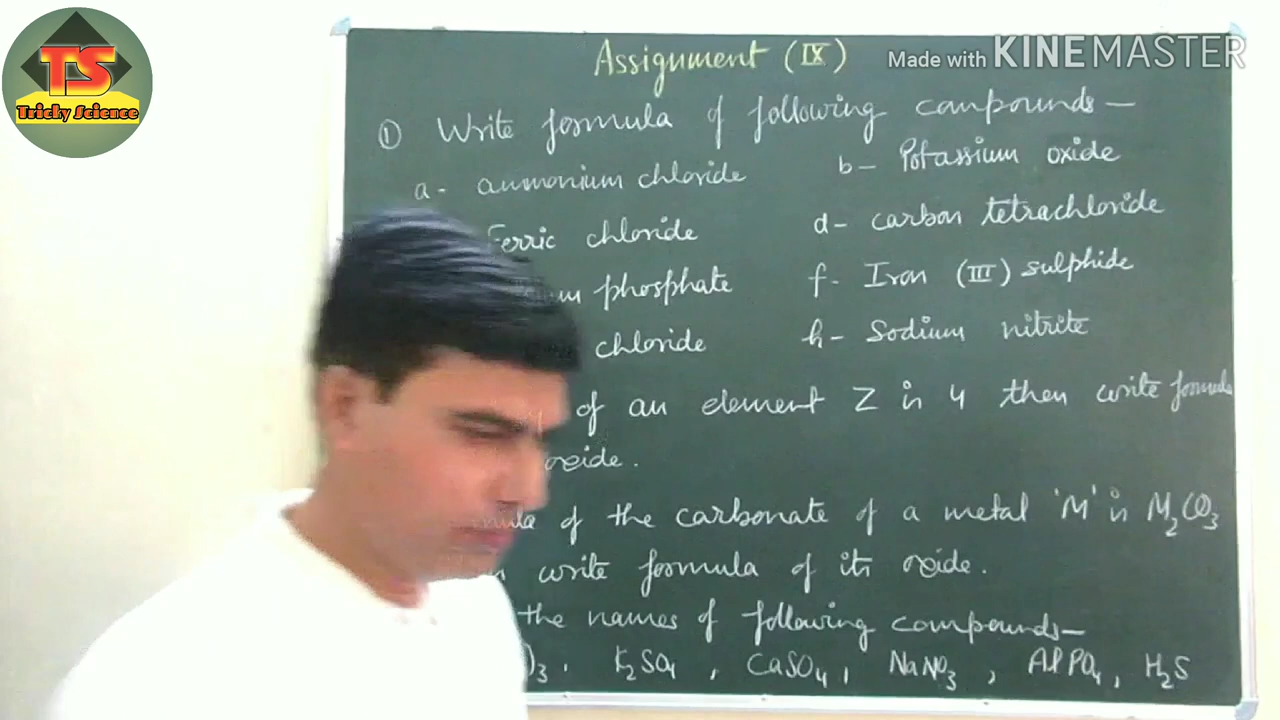 TS
Tricky Science
Made with KINEMASTER
Assignment (IX)
① Write formula of following compounds—
a- ammonium chloride b- Potassium oxide
Ferric chloride d- carbon tetrachloride
phosphate f- Iron (III) sulphide
chloride h- Sodium nitrite
of an element Z is 4 then write formula
oxide.
of the carbonate of a metal 'M' is M₂CO₃
write formula of its oxide.
the names of following compounds—
)₃, K₂SO₄, CaSO₄, NaNO₃, AlPO₄, H₂S